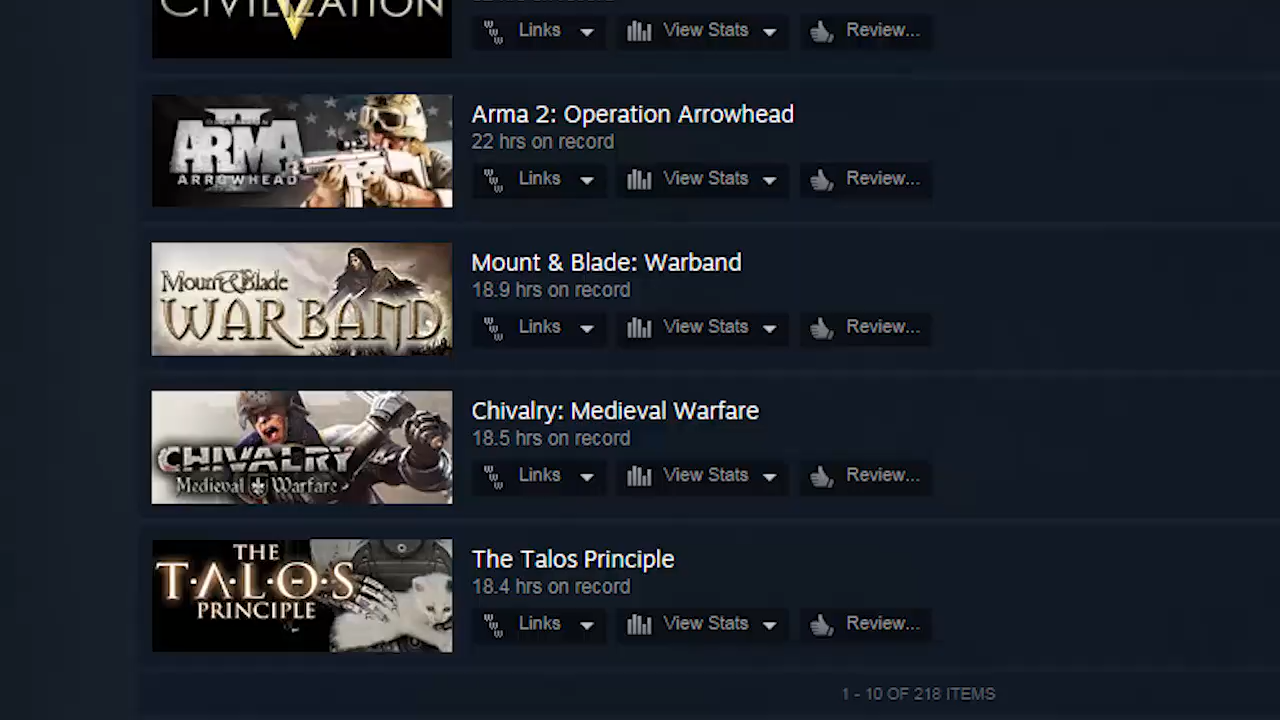 CIVILIZATION
V
Links
View Stats
Review...
II
ARMA
ARROWHEAD
Arma 2: Operation Arrowhead
22 hrs on record
Links
View Stats
Review...
Mount & Blade
WARBAND
Mount & Blade: Warband
18.9 hrs on record
Links
View Stats
Review...
CHIVALRY
Medieval Warfare
Chivalry: Medieval Warfare
18.5 hrs on record
Links
View Stats
Review...
THE
T·A·L·O·S
PRINCIPLE
The Talos Principle
18.4 hrs on record
Links
View Stats
Review...
1 - 10 OF 218 ITEMS